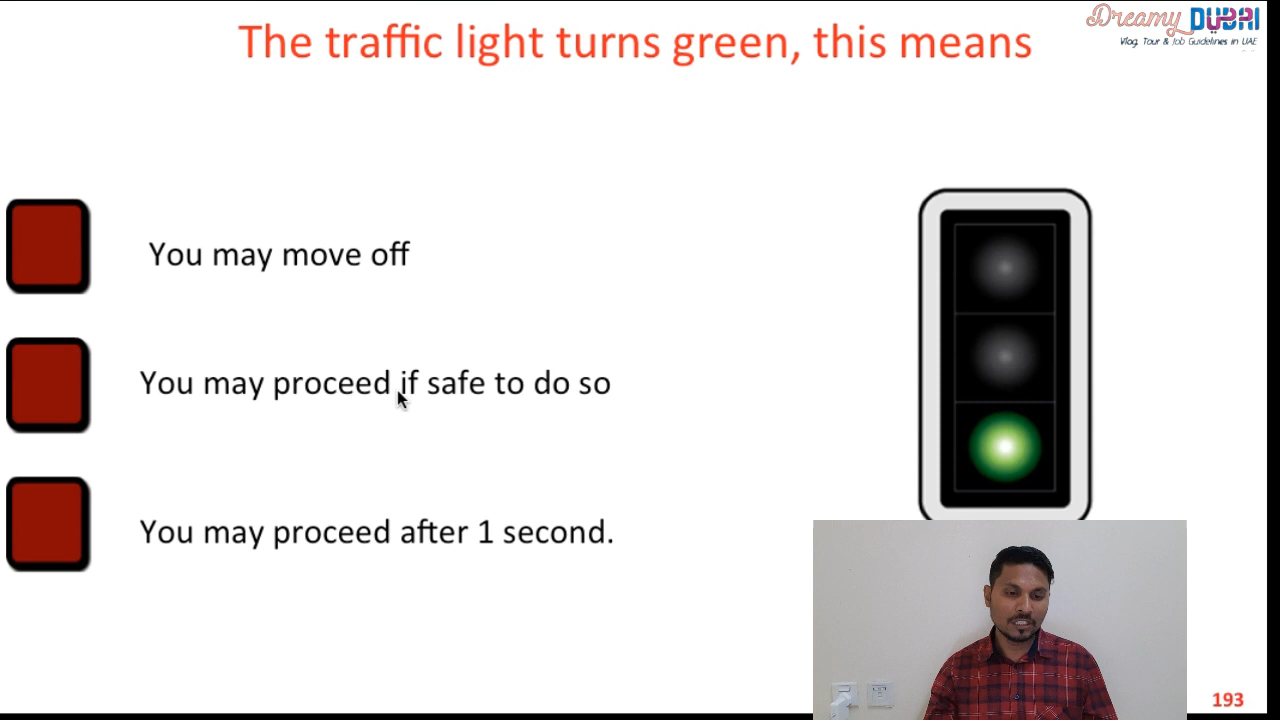 The traffic light turns green, this means
Dreamy DUBAI
Vlog, Tour & Job Guidelines in UAE
You may move off
You may proceed if safe to do so
You may proceed after 1 second.
193